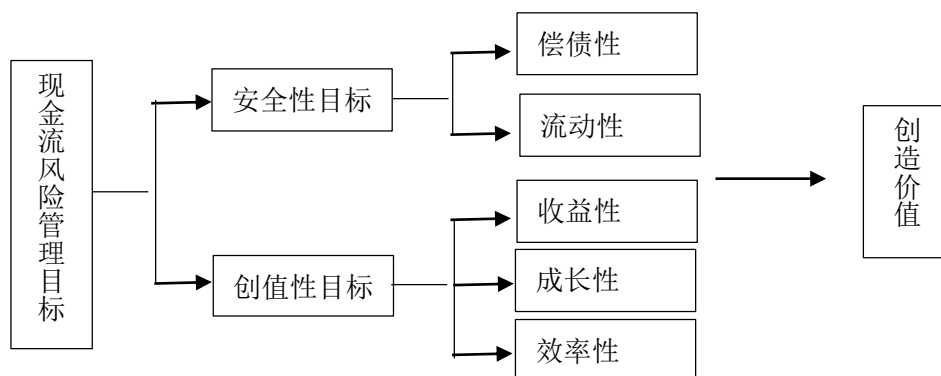 现金流风险管理目标
安全性目标
创值性目标
偿债性
流动性
收益性
成长性
效率性
创造价值